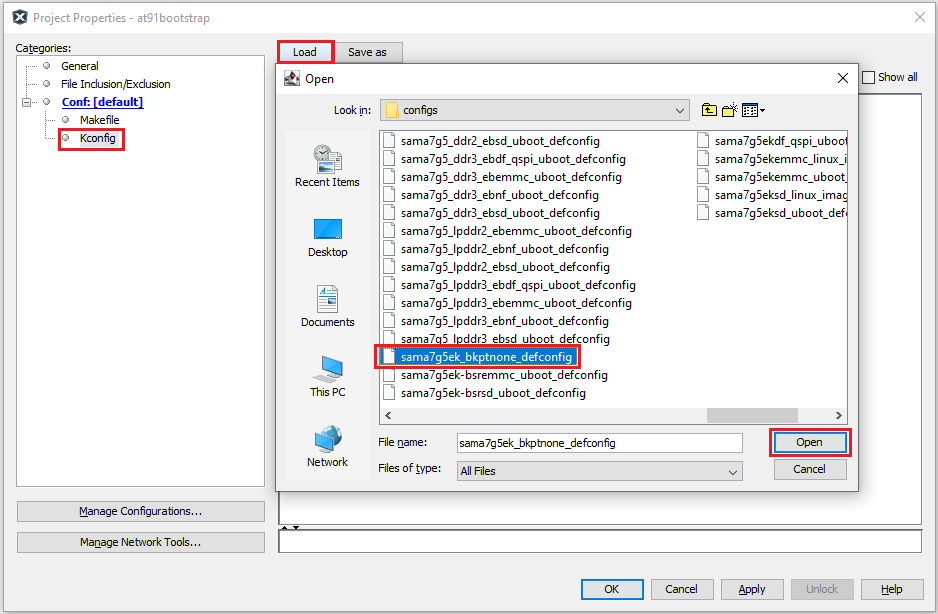 Project Properties - at91bootstrap
Categories:
General
File Inclusion/Exclusion
Conf: [default]
Makefile
Kconfig
Manage Configurations...
Manage Network Tools...
Load
Save as
Show all
Open
Look in:
configs
Recent Items
Desktop
Documents
This PC
Network
sama7g5_ddr2_ebsd_uboot_defconfig
sama7g5_ddr3_ebdf_qspi_uboot_defconfig
sama7g5_ddr3_ebemmc_uboot_defconfig
sama7g5_ddr3_ebnf_uboot_defconfig
sama7g5_ddr3_ebsd_uboot_defconfig
sama7g5_lpddr2_ebemmc_uboot_defconfig
sama7g5_lpddr2_ebnf_uboot_defconfig
sama7g5_lpddr2_ebsd_uboot_defconfig
sama7g5_lpddr3_ebdf_qspi_uboot_defconfig
sama7g5_lpddr3_ebemmc_uboot_defconfig
sama7g5_lpddr3_ebnf_uboot_defconfig
sama7g5_lpddr3_ebsd_uboot_defconfig
sama7g5ek_bkptnone_defconfig
sama7g5ek-bsremmc_uboot_defconfig
sama7g5ek-bsrsd_uboot_defconfig
sama7g5ekdf_qspi_uboot
sama7g5ekemmc_linux_i
sama7g5ekemmc_uboot_
sama7g5eksd_linux_imag
sama7g5eksd_uboot_def
File name:
sama7g5ek_bkptnone_defconfig
Open
Files of type:
All Files
Cancel
OK
Cancel
Apply
Unlock
Help